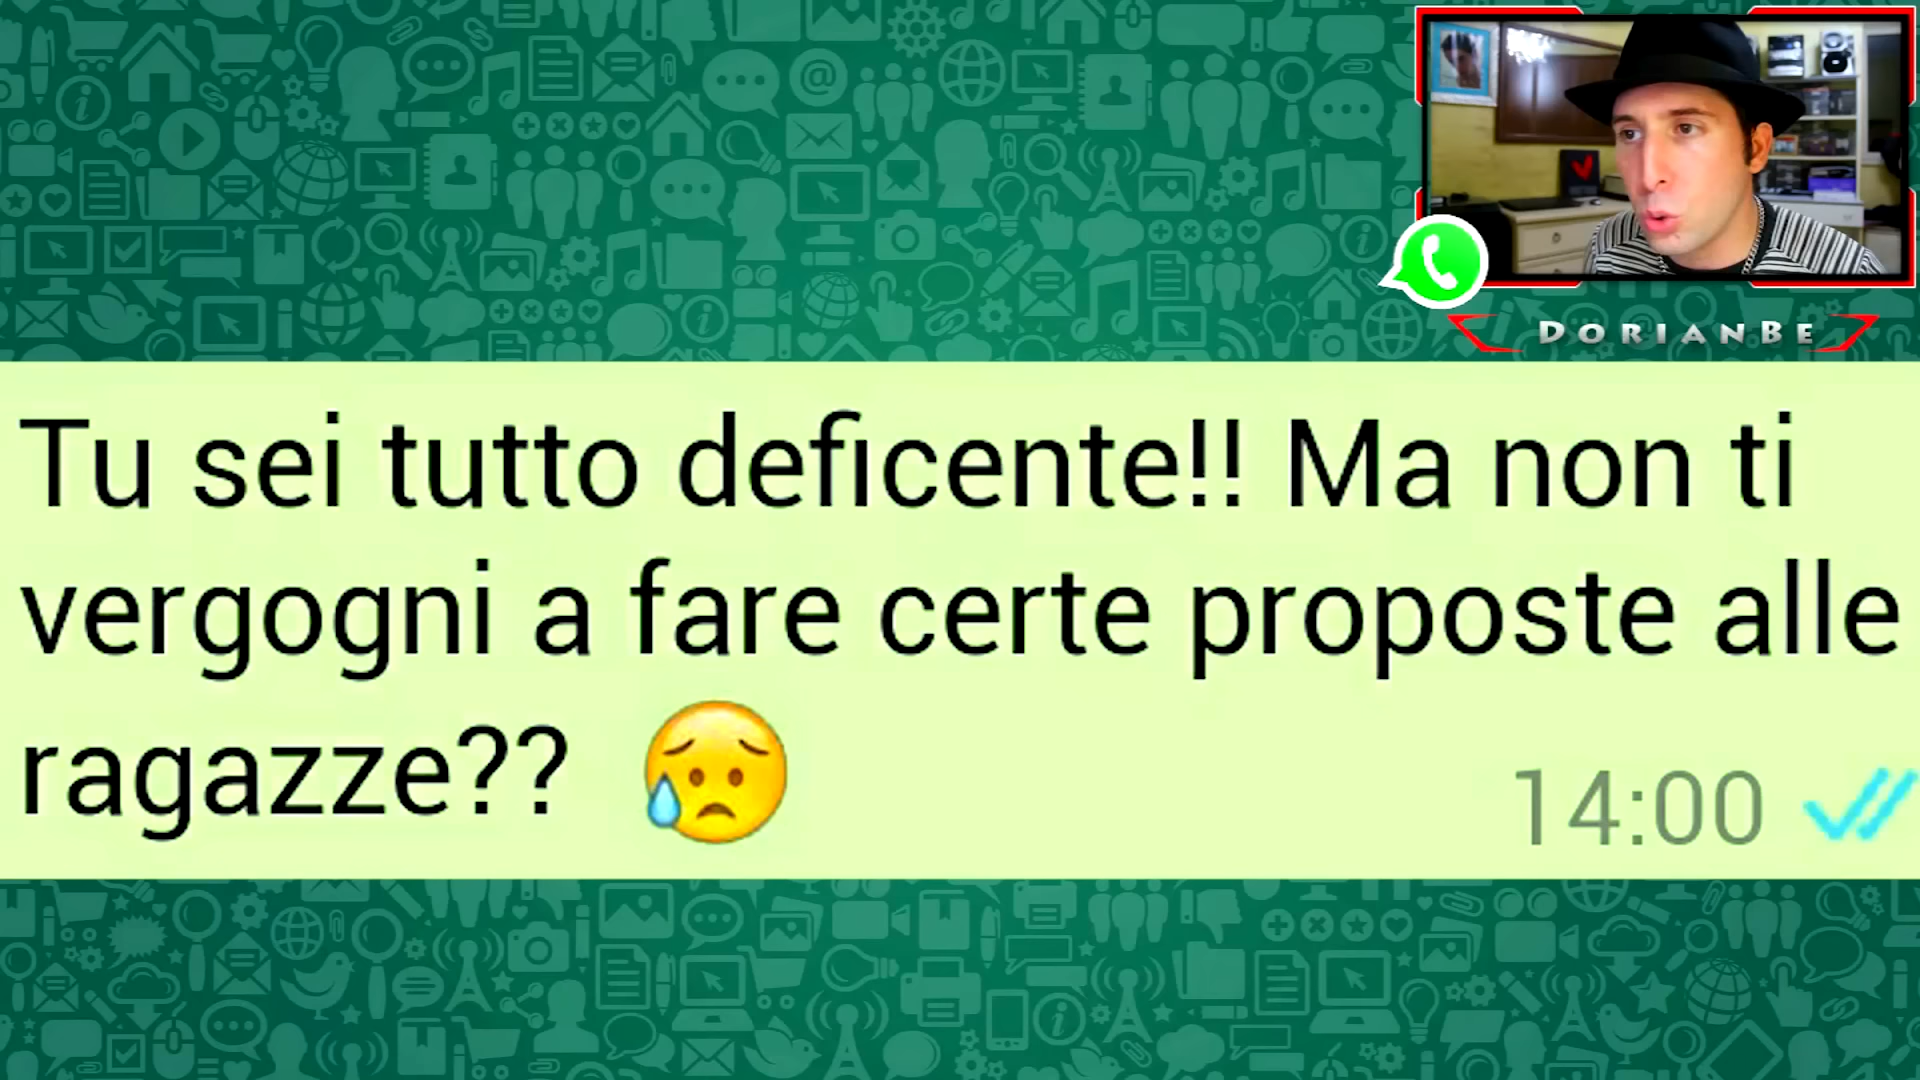 DORIANBE
Tu sei tutto deficente!! Ma non ti
vergogni a fare certe proposte alle
ragazze?? 😥
14:00